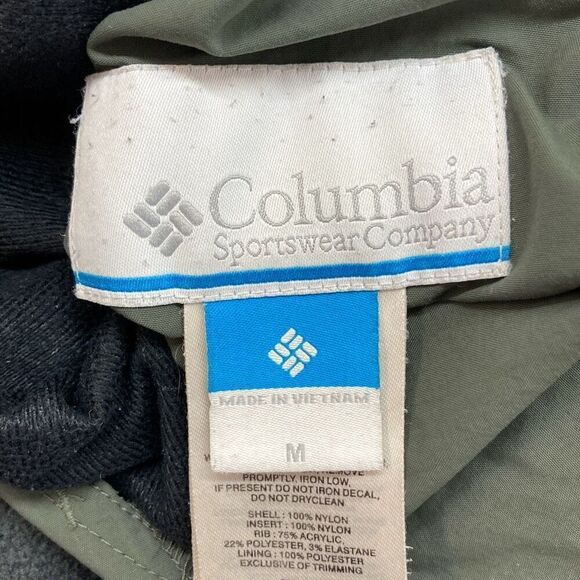 Columbia
Sportswear Company
MADE IN VIETNAM
M
PROMPTLY, IRON LOW,
IF PRESENT DO NOT IRON DECAL,
DO NOT DRYCLEAN
SHELL : 100% NYLON
INSERT : 100% NYLON
RIB : 75% ACRYLIC,
22% POLYESTER, 3% ELASTANE
LINING : 100% POLYESTER
EXCLUSIVE OF TRIMMING